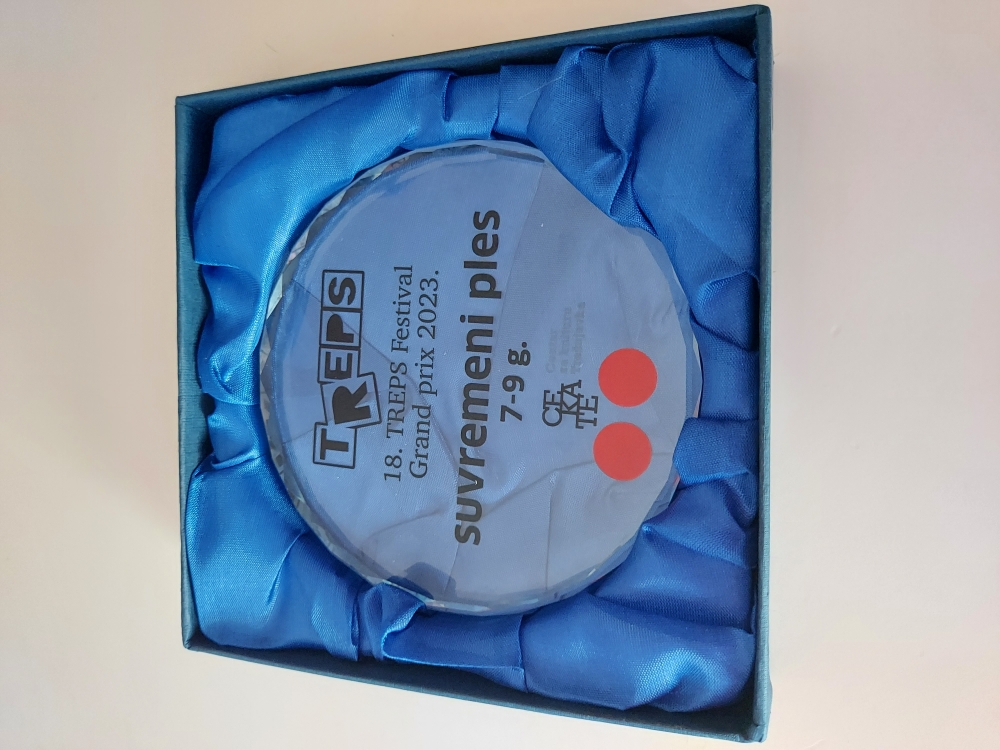 TREPS
18. TREPS Festival
Grand prix 2023.
suvremeni ples
7-9 g.
CE
KA
TE